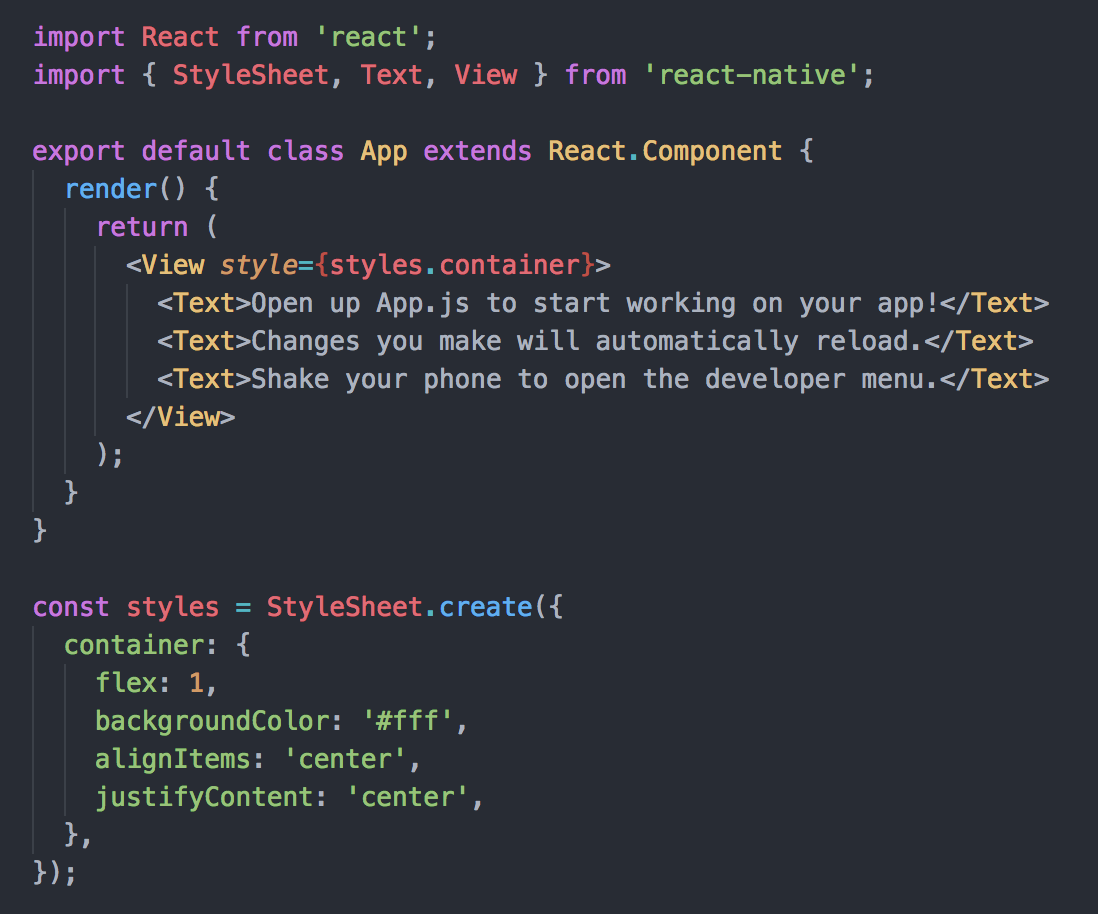 import React from 'react';
import { StyleSheet, Text, View } from 'react-native';

export default class App extends React.Component {
  render() {
    return (
      <View style={styles.container}>
        <Text>Open up App.js to start working on your app!</Text>
        <Text>Changes you make will automatically reload.</Text>
        <Text>Shake your phone to open the developer menu.</Text>
      </View>
    );
  }
}

const styles = StyleSheet.create({
  container: {
    flex: 1,
    backgroundColor: '#fff',
    alignItems: 'center',
    justifyContent: 'center',
  },
});